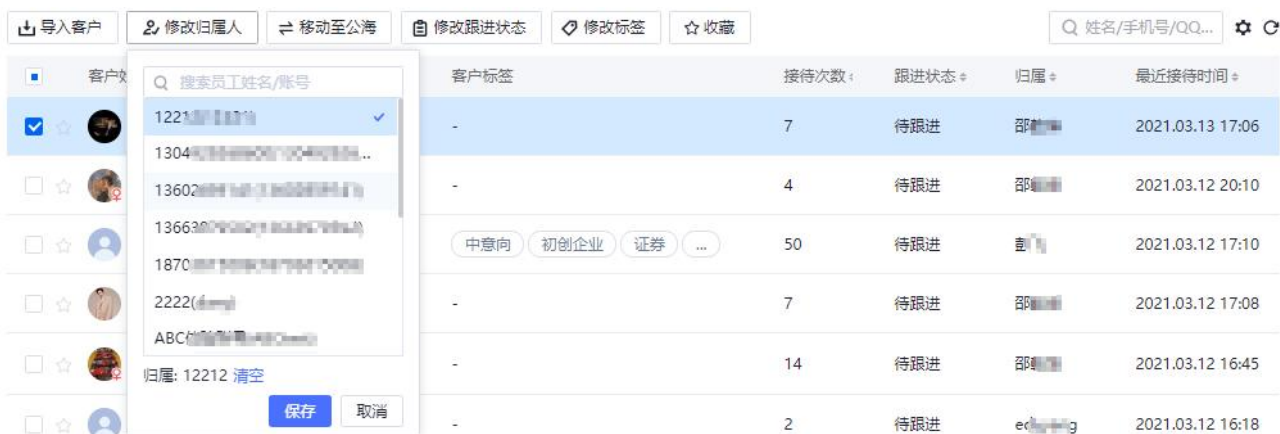 导入客户 修改归属人 移动至公海 修改跟进状态 修改标签 收藏 姓名/手机号/QQ...
客户 客户标签 接待次数 跟进状态 归属 最近接待时间
搜索员工姓名/账号
1221
- 7 待跟进 邵 2021.03.13 17:06
1304 ...
13602
- 4 待跟进 邵 2021.03.12 20:10
13663
中意向 初创企业 证券 ... 50 待跟进 2021.03.12 17:10
1870
2222(
- 7 待跟进 邵 2021.03.12 17:08
ABC
- 14 待跟进 邵 2021.03.12 16:45
归属: 12212 清空
保存 取消
- 2 待跟进 2021.03.12 16:18